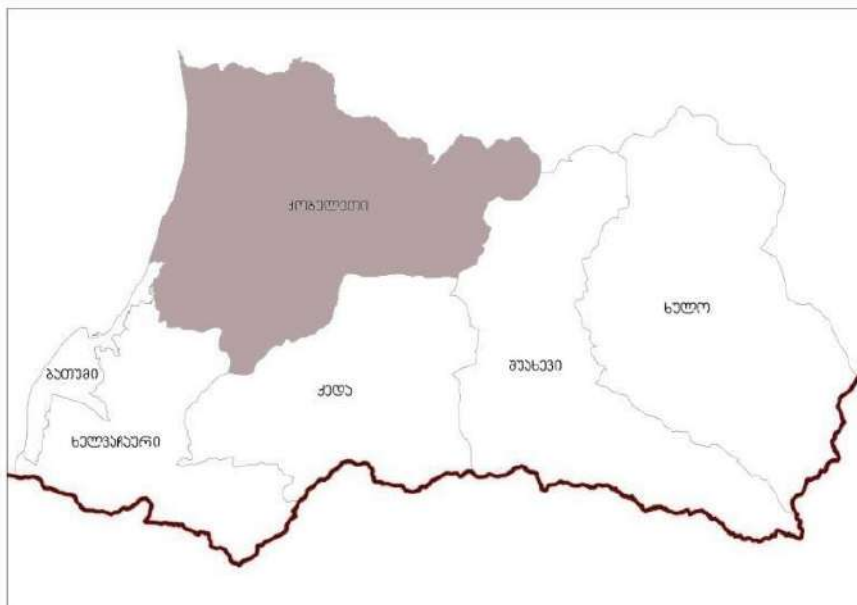 ქობულეთი
ხულო
შუახევი
ბათუმი
ქედა
ხელვაჩაური